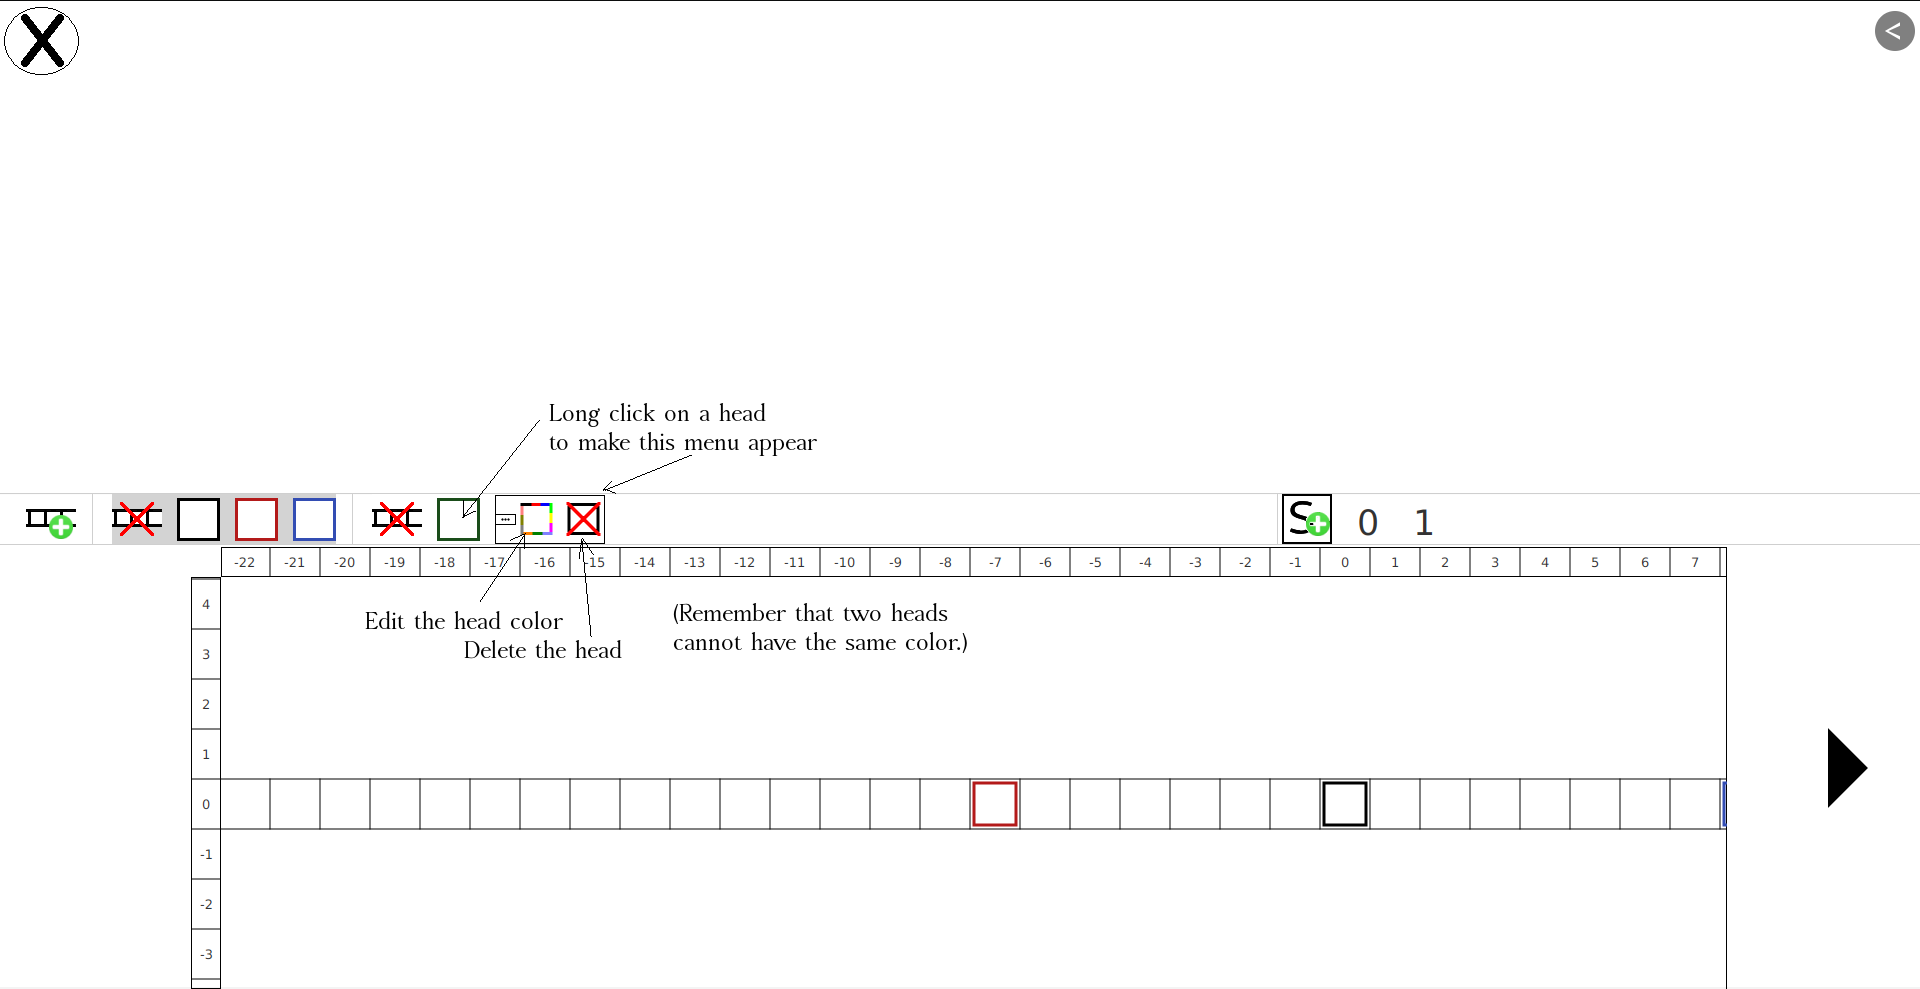 X
<
Long click on a head
to make this menu appear
S 0 1
-22 -21 -20 -19 -18 -17 -16 -15 -14 -13 -12 -11 -10 -9 -8 -7 -6 -5 -4 -3 -2 -1 0 1 2 3 4 5 6 7
4
Edit the head color
Delete the head
(Remember that two heads
cannot have the same color.)
3
2
1
0
-1
-2
-3